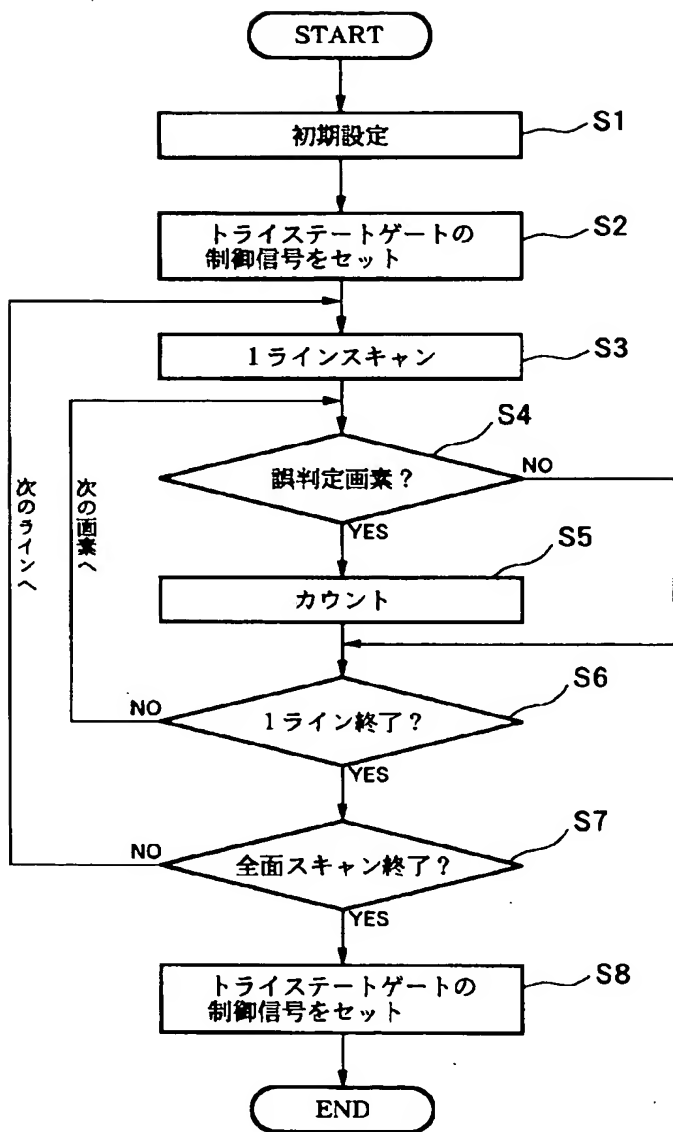 START
初期設定
S1
トライステートゲートの
制御信号をセット
S2
1ラインスキャン
S3
誤判定画素?
S4
NO
YES
カウント
S5
次のラインへ
次の画素へ
1ライン終了?
S6
NO
YES
全面スキャン終了?
S7
NO
YES
トライステートゲートの
制御信号をセット
S8
END